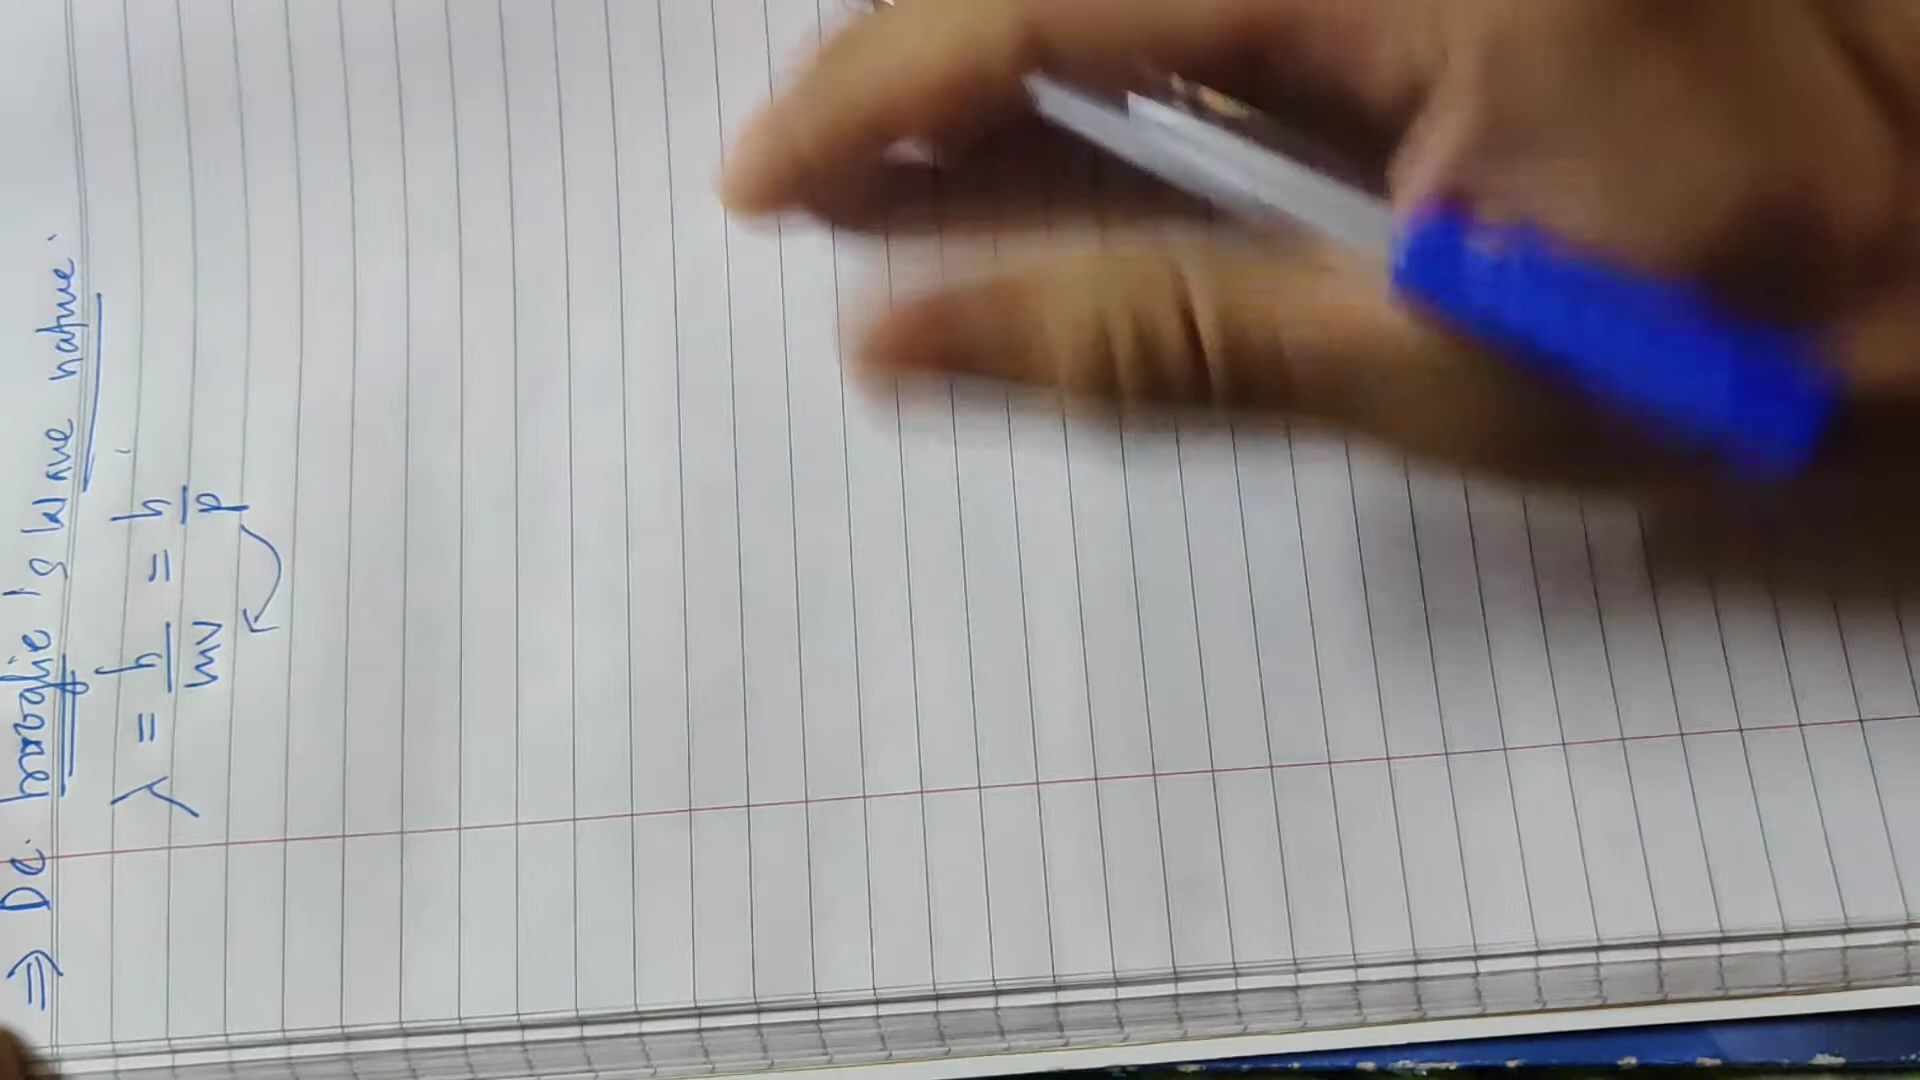 ⇒ De. broglie's wave nature.
λ = h/mv = h/p